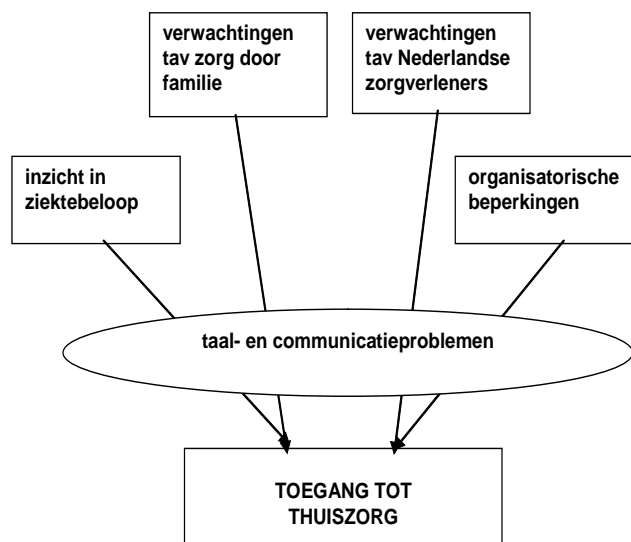 verwachtingen
tav zorg door
familie
verwachtingen
tav Nederlandse
zorgverleners
inzicht in
ziektebeloop
organisatorische
beperkingen
taal- en communicatieproblemen
TOEGANG TOT
THUISZORG